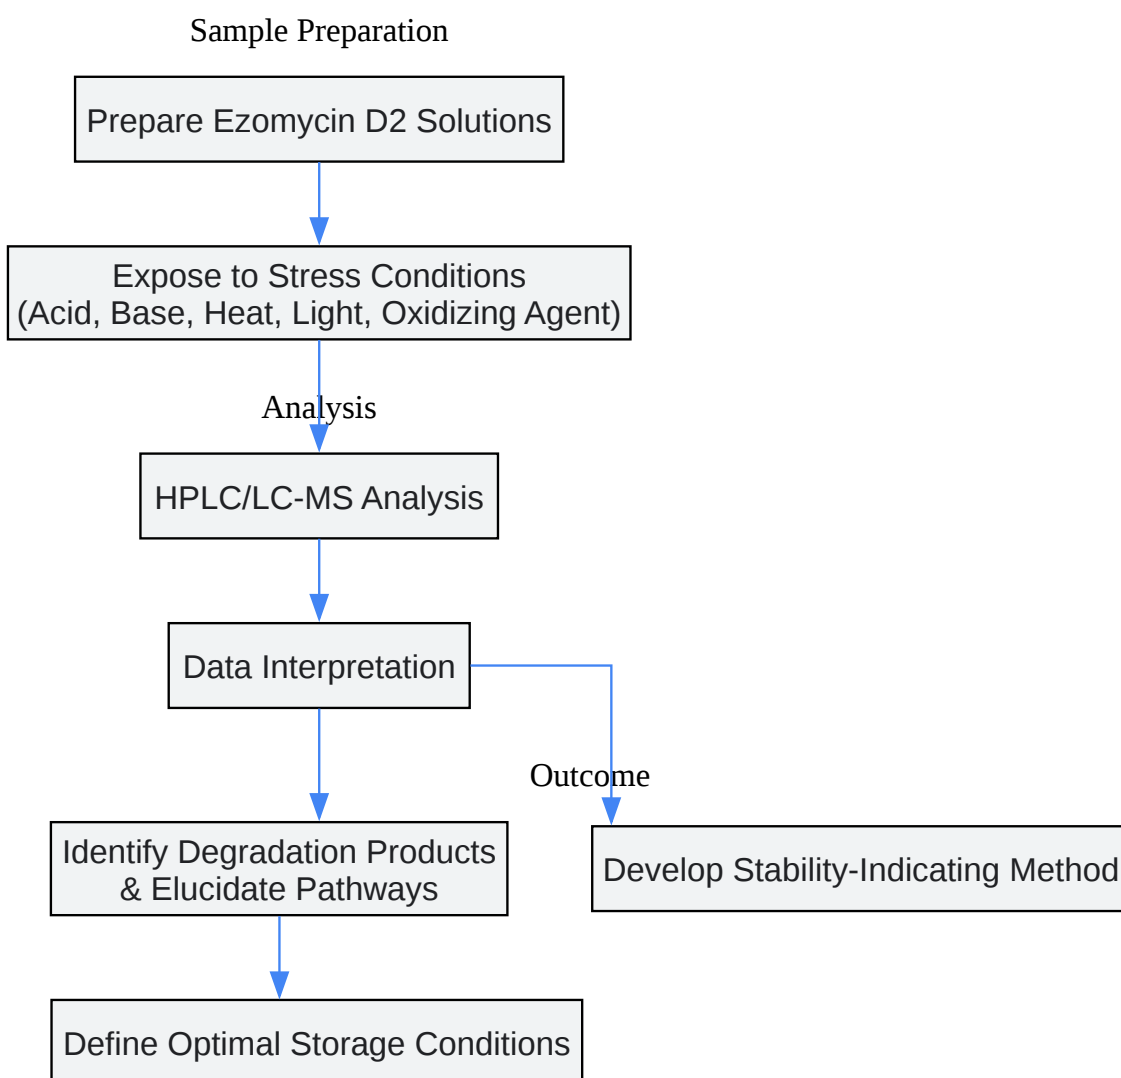 Sample Preparation
Prepare Ezomycin D2 Solutions
Expose to Stress Conditions
(Acid, Base, Heat, Light, Oxidizing Agent)
Analysis
HPLC/LC-MS Analysis
Data Interpretation
Outcome
Identify Degradation Products
& Elucidate Pathways
Develop Stability-Indicating Method
Define Optimal Storage Conditions